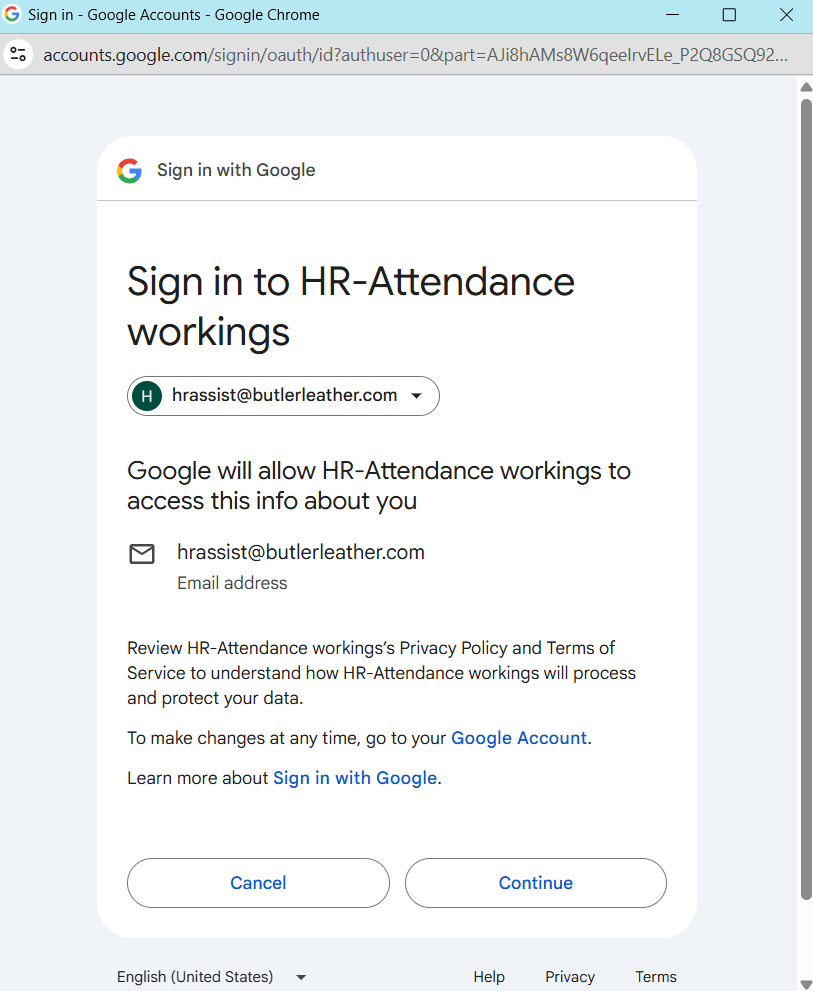 Sign in - Google Accounts - Google Chrome
accounts.google.com/signin/oauth/id?authuser=0&part=AJi8hAMs8W6qeeIrvELe_P2Q8GSQ92...
Sign in with Google
Sign in to HR-Attendance
workings
H hrassist@butlerleather.com
Google will allow HR-Attendance workings to
access this info about you
hrassist@butlerleather.com
Email address
Review HR-Attendance workings’s Privacy Policy and Terms of
Service to understand how HR-Attendance workings will process
and protect your data.
To make changes at any time, go to your Google Account.
Learn more about Sign in with Google.
Cancel Continue
English (United States) Help Privacy Terms